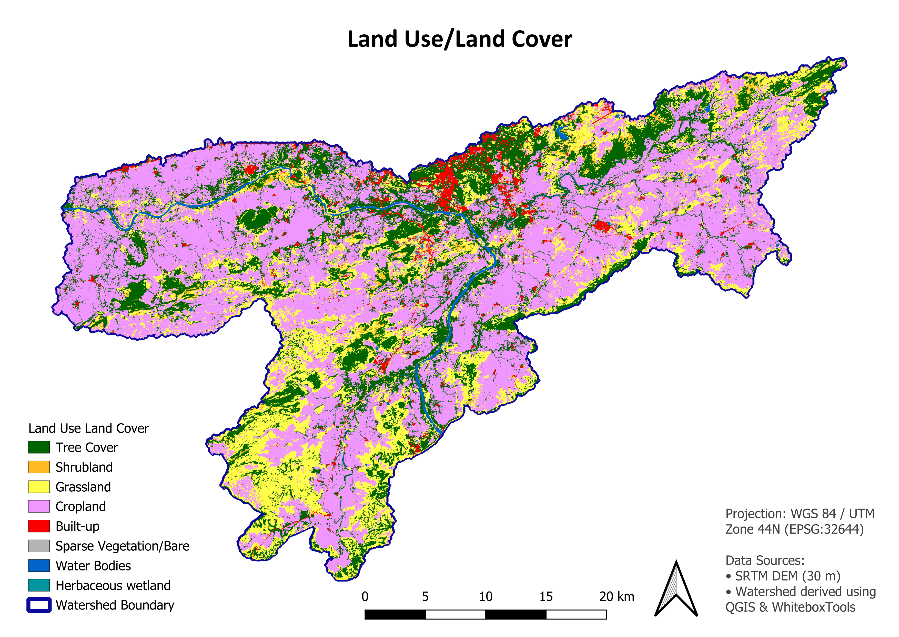 Land Use/Land Cover
Land Use Land Cover
Tree Cover
Shrubland
Grassland
Cropland
Built-up
Sparse Vegetation/Bare
Water Bodies
Herbaceous wetland
Watershed Boundary
0 5 10 15 20 km
Projection: WGS 84 / UTM
Zone 44N (EPSG:32644)
Data Sources:
• SRTM DEM (30 m)
• Watershed derived using
QGIS & WhiteboxTools